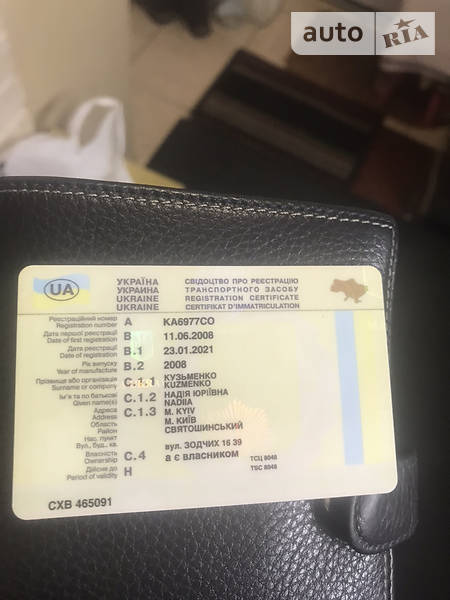 auto RIA
UA
УКРАЇНА
УКРАИНА
UKRAINE
UKRAINE
СВІДОЦТВО ПРО РЕЄСТРАЦІЮ
ТРАНСПОРТНОГО ЗАСОБУ
REGISTRATION CERTIFICATE
CERTIFICAT D'IMMATRICULATION
Реєстраційний номер A КА6977СО
Registration number
Дата першої реєстрації B 11.06.2008
Date of first registration
Дата реєстрації B.1 23.01.2021
Date of registration
Рік випуску B.2 2008
Year of manufacture
Прізвище або організація C.1.1 КУЗЬМЕНКО
Surname or company KUZMENKO
Ім'я та по батькові C.1.2 НАДІЯ ЮРІЇВНА
Given name(s) NADIIA
Адреса C.1.3 M. KYIV
Address М. КИЇВ
Область
Район СВЯТОШИНСЬКИЙ
Нас. пункт
Вул., буд., кв. вул. ЗОДЧИХ 16 39
Власність C.4 а є власником ТСЦ 8048
Ownership
Дійсне до H TSC 8048
Period of validity
СХВ 465091